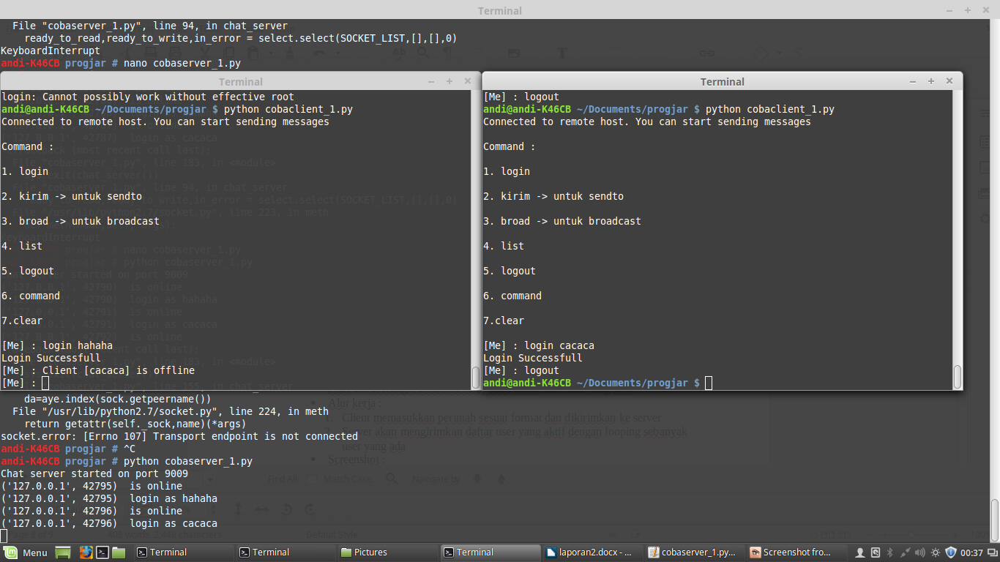 Terminal
File "cobaserver_1.py", line 94, in chat_server
ready_to_read,ready_to_write,in_error = select.select(SOCKET_LIST,[],[],0)
KeyboardInterrupt
andi-K46CB progjar # nano cobaserver_1.py
Terminal
login: Cannot possibly work without effective root
andi@andi-K46CB ~/Documents/progjar $ python cobaclient_1.py
Connected to remote host. You can start sending messages
Command :
1. login
2. kirim -> untuk sendto
3. broad -> untuk broadcast
4. list
5. logout
6. command
7.clear
[Me] : login hahaha
Login Successfull
[Me] : Client [cacaca] is offline
[Me] :
Terminal
[Me] : logout
andi@andi-K46CB ~/Documents/progjar $ python cobaclient_1.py
Connected to remote host. You can start sending messages
Command :
1. login
2. kirim -> untuk sendto
3. broad -> untuk broadcast
4. list
5. logout
6. command
7.clear
[Me] : login cacaca
Login Successfull
[Me] : logout
andi@andi-K46CB ~/Documents/progjar $
da=aye.index(sock.getpeername())
File "/usr/lib/python2.7/socket.py", line 224, in meth
return getattr(self._sock,name)(*args)
socket.error: [Errno 107] Transport endpoint is not connected
andi-K46CB progjar # ^C
andi-K46CB progjar # python cobaserver_1.py
Chat server started on port 9009
('127.0.0.1', 42795) is online
('127.0.0.1', 42795) login as hahaha
('127.0.0.1', 42796) is online
('127.0.0.1', 42796) login as cacaca
Alur kerja :
1. Client memasukkan perintah sesuai format dan dikirimkan ke server
2. Server akan mengirimkan daftar user yang aktif dengan looping sebanyak
user yang ada
Screenshot :
Find All Match Case Navigate by
Default Style
Menu Terminal Terminal Pictures Terminal laporan2.docx - ... cobaserver_1.py... Screenshot fro... 00:37